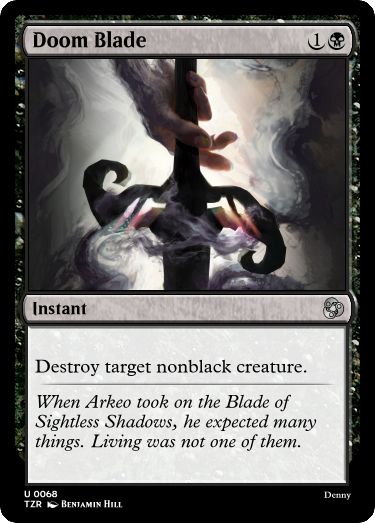 Doom Blade 1
Instant
Destroy target nonblack creature.
When Arkeo took on the Blade of
Sightless Shadows, he expected many
things. Living was not one of them.
U 0068 Denny
TZR Benjamin Hill